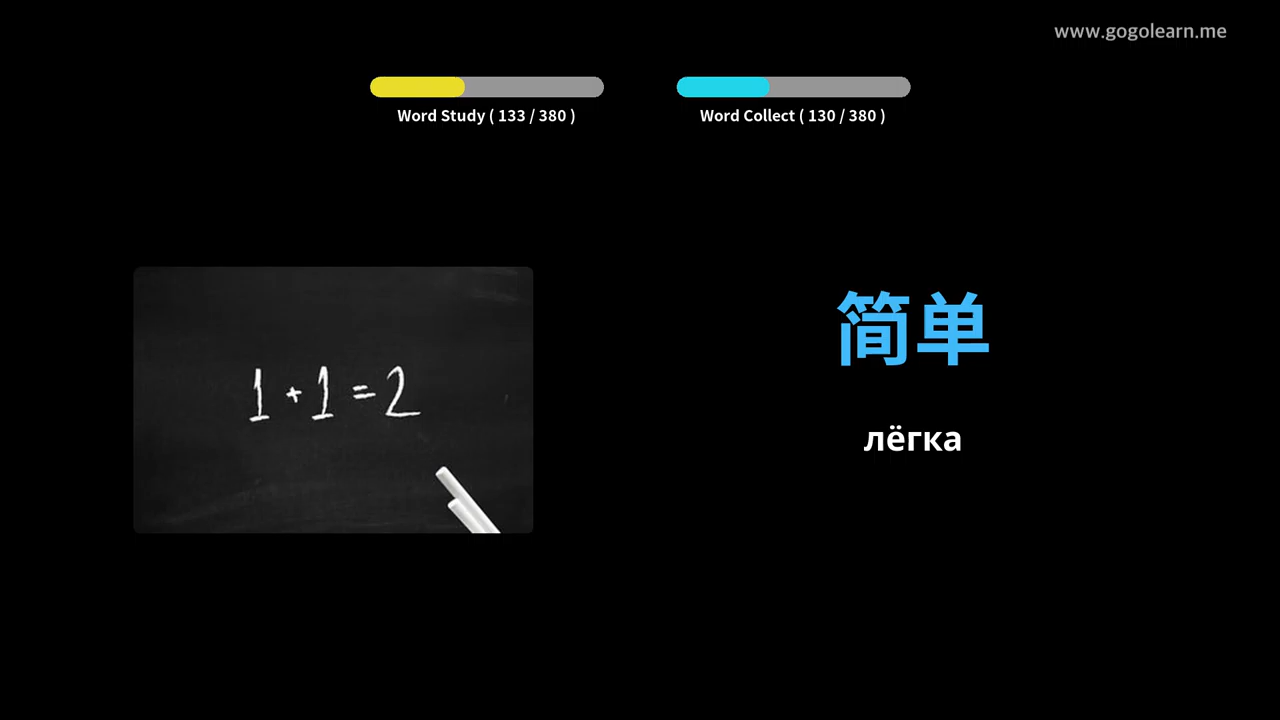 www.gogolearn.me
Word Study ( 133 / 380 )
Word Collect ( 130 / 380 )
1 + 1 = 2
简单
лёгка